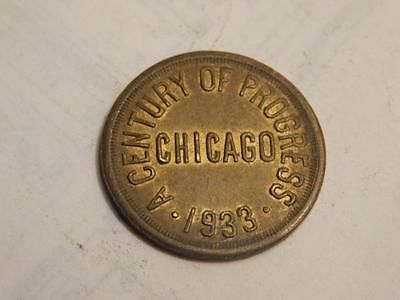 A CENTURY OF PROGRESS
CHICAGO
· 1933 ·